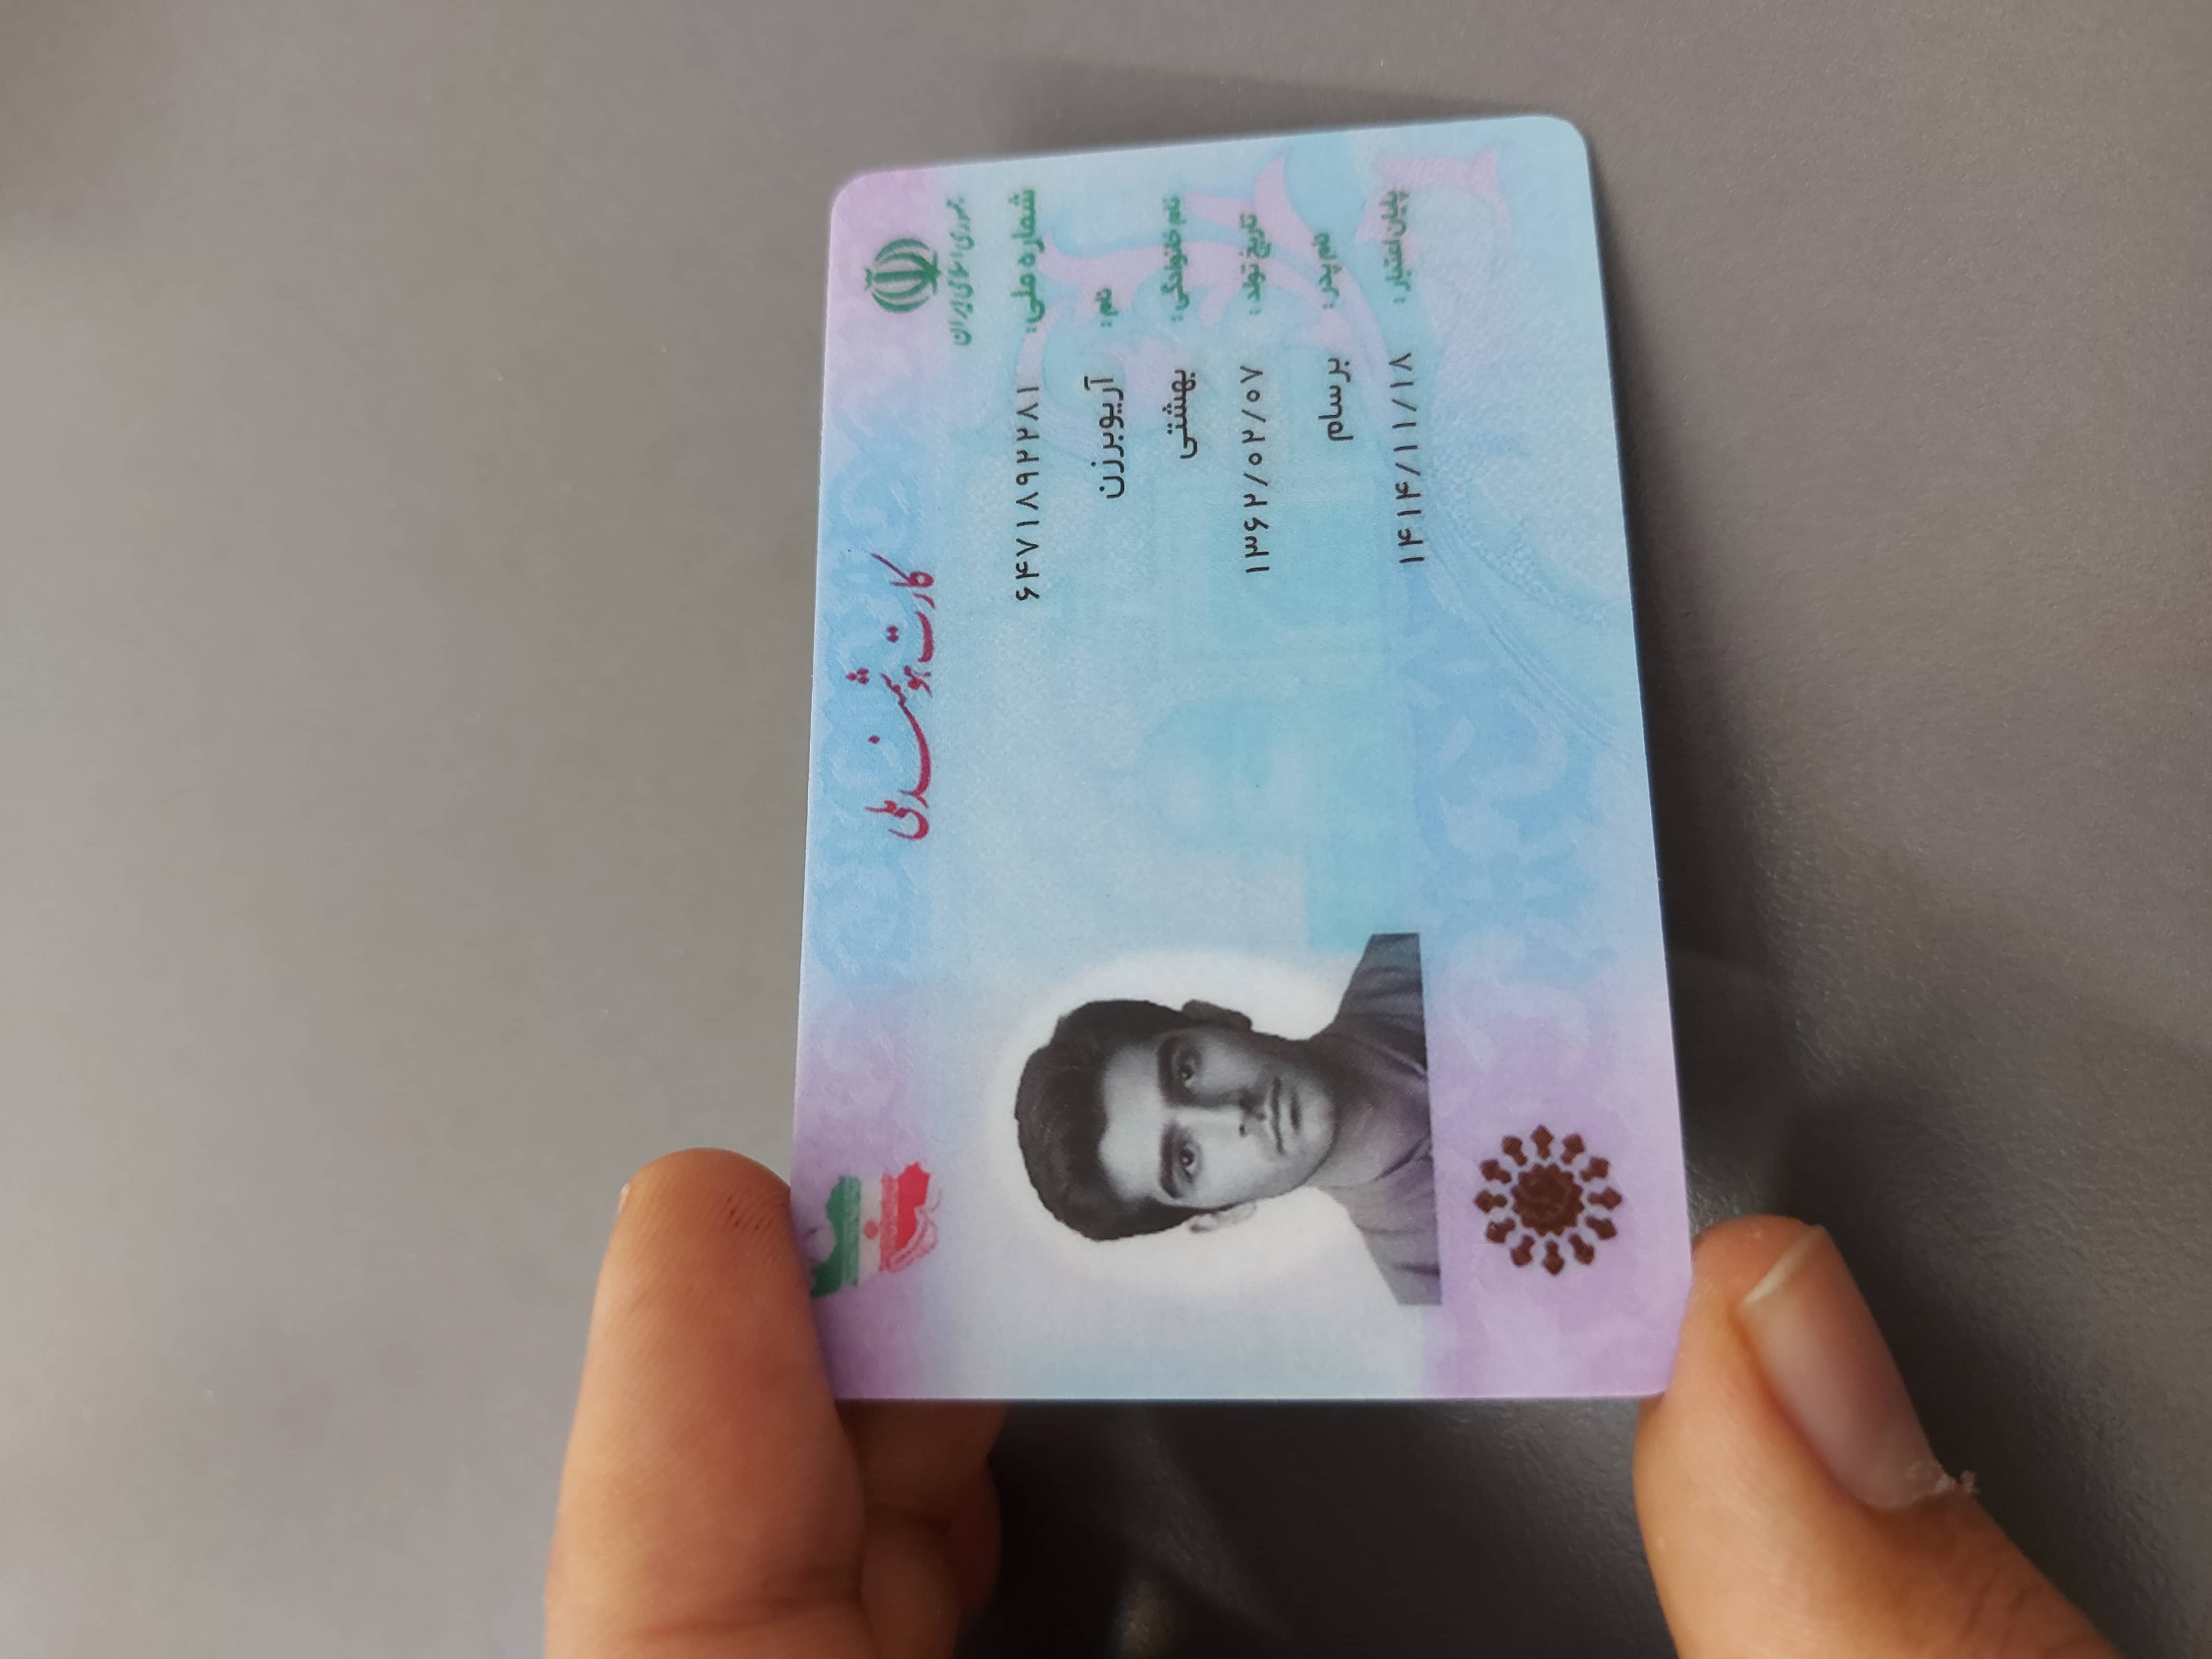 جمهوری اسلامی ایران
کارت هوشمند ملی
شماره ملی: ۶۴۷۱۸۹۲۲۸۱
نام: آریوبرزن
نام خانوادگی: بهشتی
تاریخ تولد: ۱۳۶۲/۰۲/۰۷
نام پدر: برسام
پایان اعتبار: ۱۴۱۴/۱۱/۱۸